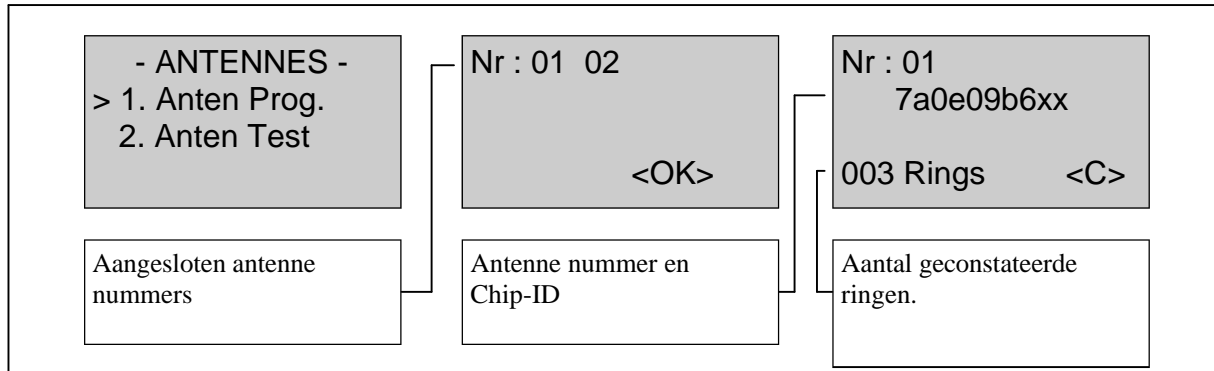 - ANTENNES -
> 1. Anten Prog.
2. Anten Test
Nr : 01 02
<OK>
Nr : 01
7a0e09b6xx
003 Rings <C>
Aangesloten antenne
nummers
Antenne nummer en
Chip-ID
Aantal geconstateerde
ringen.